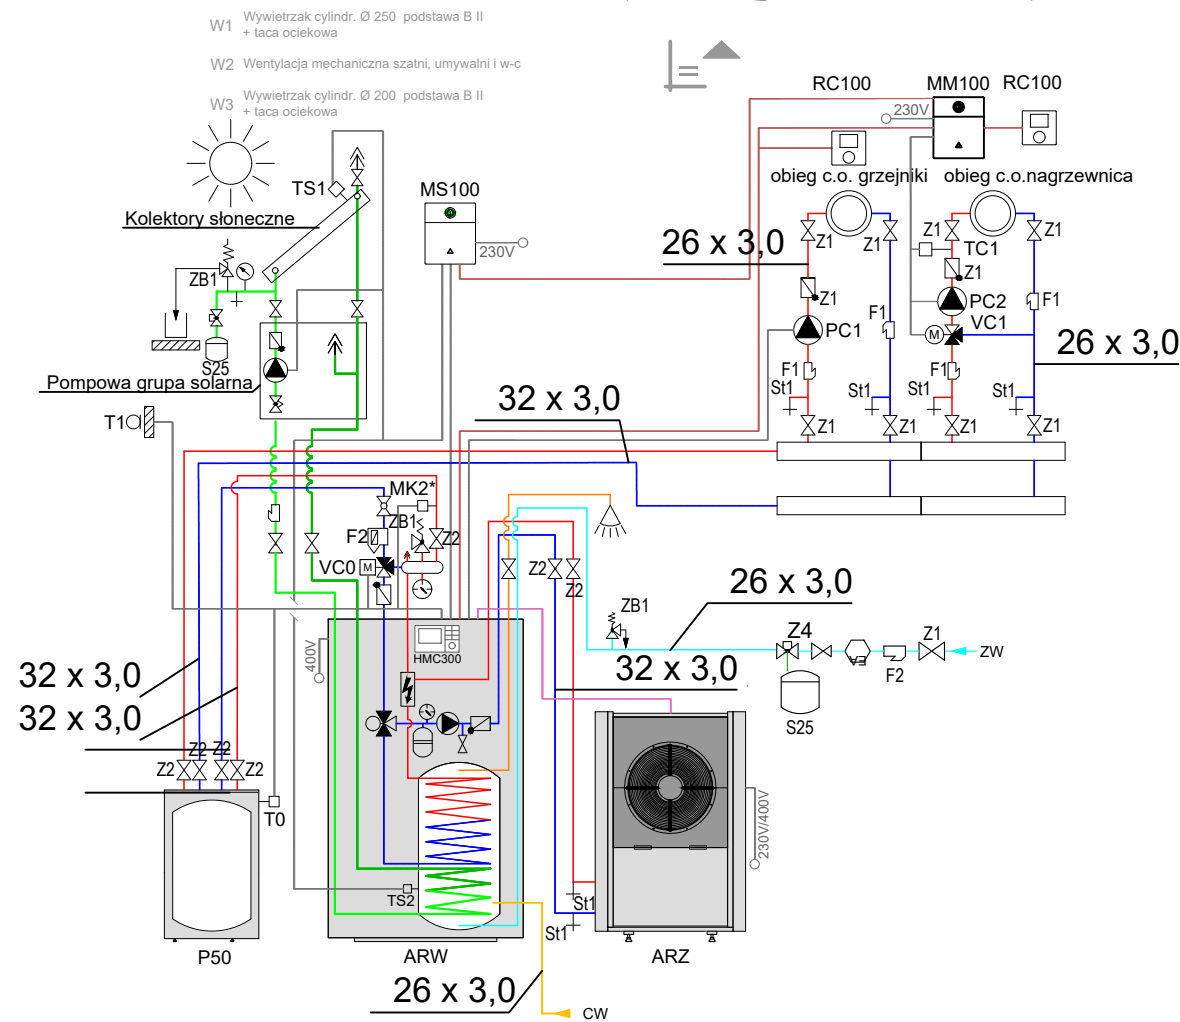 W1 Wywietrzak cylindr. Ø 250 podstawa B II
+ taca ociekowa
W2 Wentylacja mechaniczna szatni, umywalni i w-c
W3 Wywietrzak cylindr. Ø 200 podstawa B II
+ taca ociekowa
RC100
MM100
RC100
230V
TS1
MS100
obieg c.o. grzejniki
obieg c.o.nagrzewnica
Kolektory słoneczne
230V
26 x 3,0
Z1
Z1
Z1
Z1
TC1
ZB1
Z1
Z1
S25
PC1
F1
PC2
F1
VC1
M
26 x 3,0
Pompowa grupa solarna
F1
F1
St1
St1
St1
St1
32 x 3,0
T1
Z1
Z1
Z1
Z1
MK2*
ZB1
F2
Z2
VC0
M
Z2
Z2
26 x 3,0
ZB1
Z4
Z1
ZW
F2
S25
HMC300
400V
32 x 3,0
32 x 3,0
32 x 3,0
Z2
Z2
Z2
Z2
T0
230V/400V
TS2
St1
St1
P50
ARW
ARZ
26 x 3,0
CW